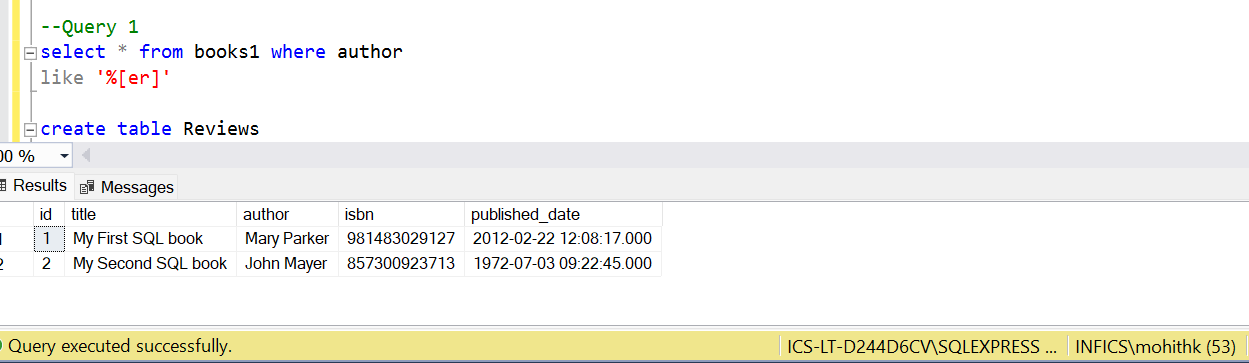 --Query 1
select * from books1 where author
like '%[er]'
create table Reviews
00 %
Results Messages
id title author isbn published_date
1 My First SQL book Mary Parker 981483029127 2012-02-22 12:08:17.000
2 2 My Second SQL book John Mayer 857300923713 1972-07-03 09:22:45.000
Query executed successfully. ICS-LT-D244D6CV\SQLEXPRESS ... INFICS\mohithk (53)